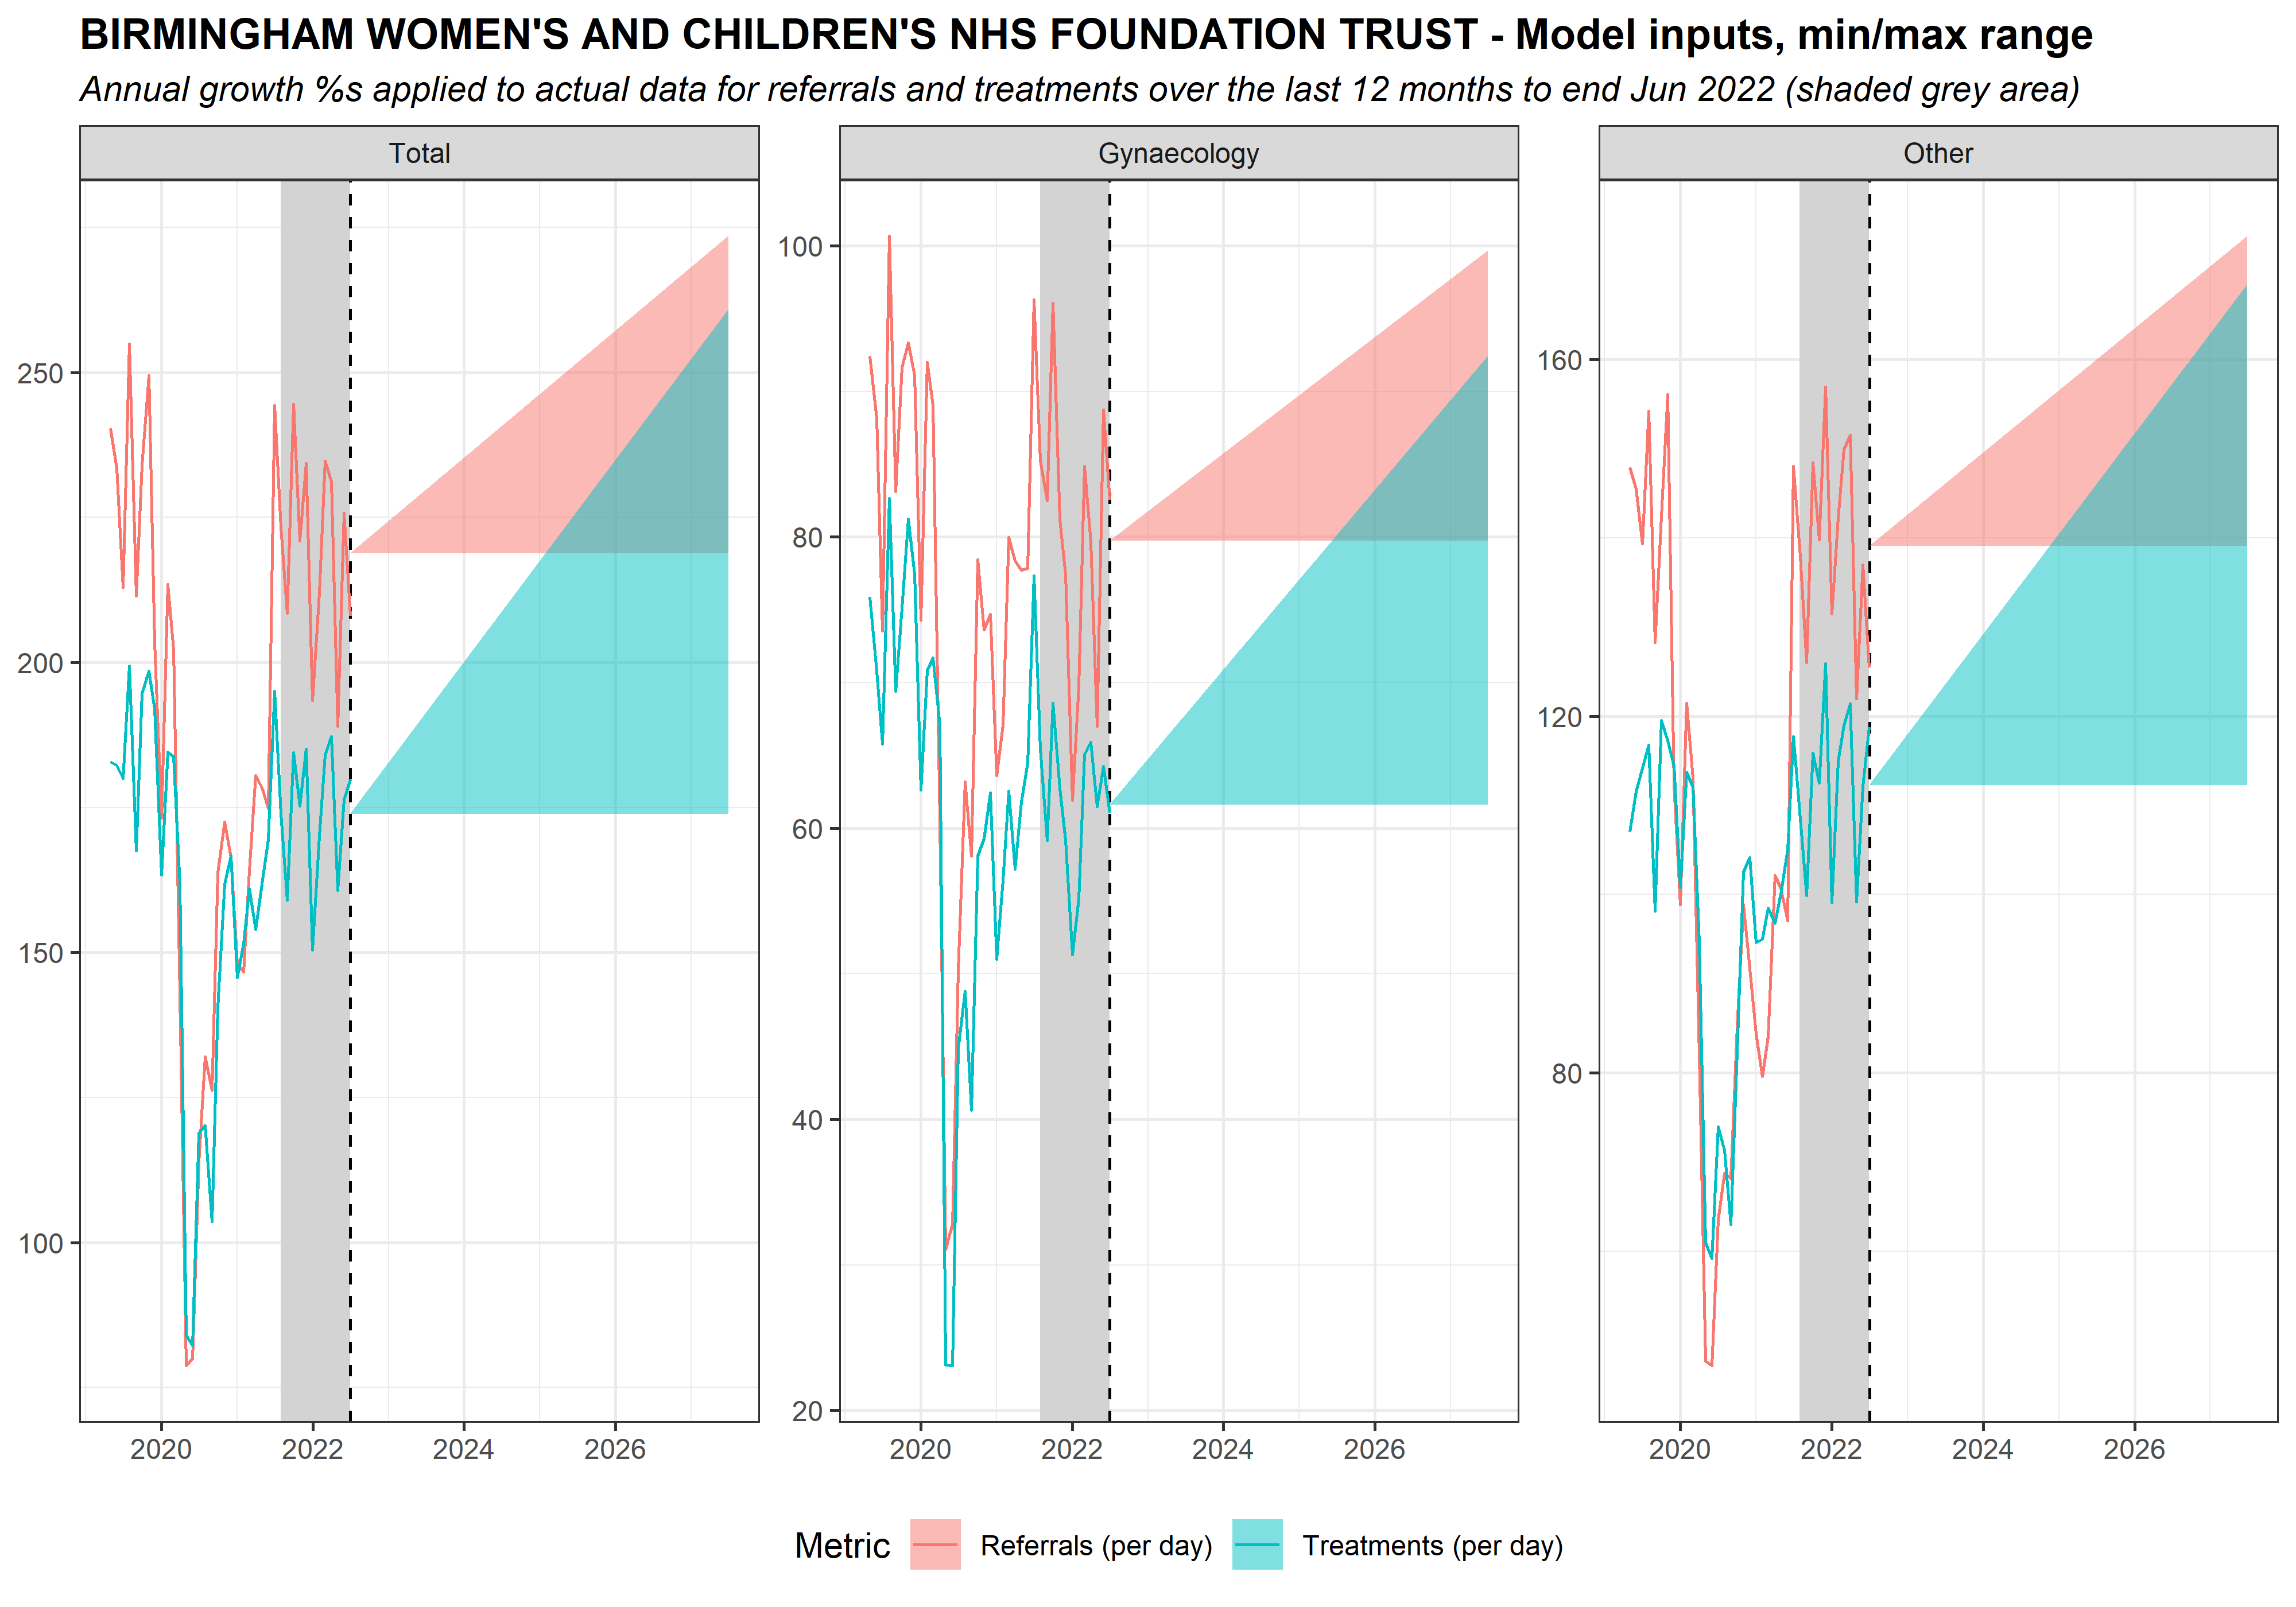 BIRMINGHAM WOMEN'S AND CHILDREN'S NHS FOUNDATION TRUST - Model inputs, min/max range
Annual growth %s applied to actual data for referrals and treatments over the last 12 months to end Jun 2022 (shaded grey area)
Total
Gynaecology
Other
250
200
150
100
100
80
60
40
20
160
120
80
2020 2022 2024 2026
2020 2022 2024 2026
2020 2022 2024 2026
Metric Referrals (per day) Treatments (per day)